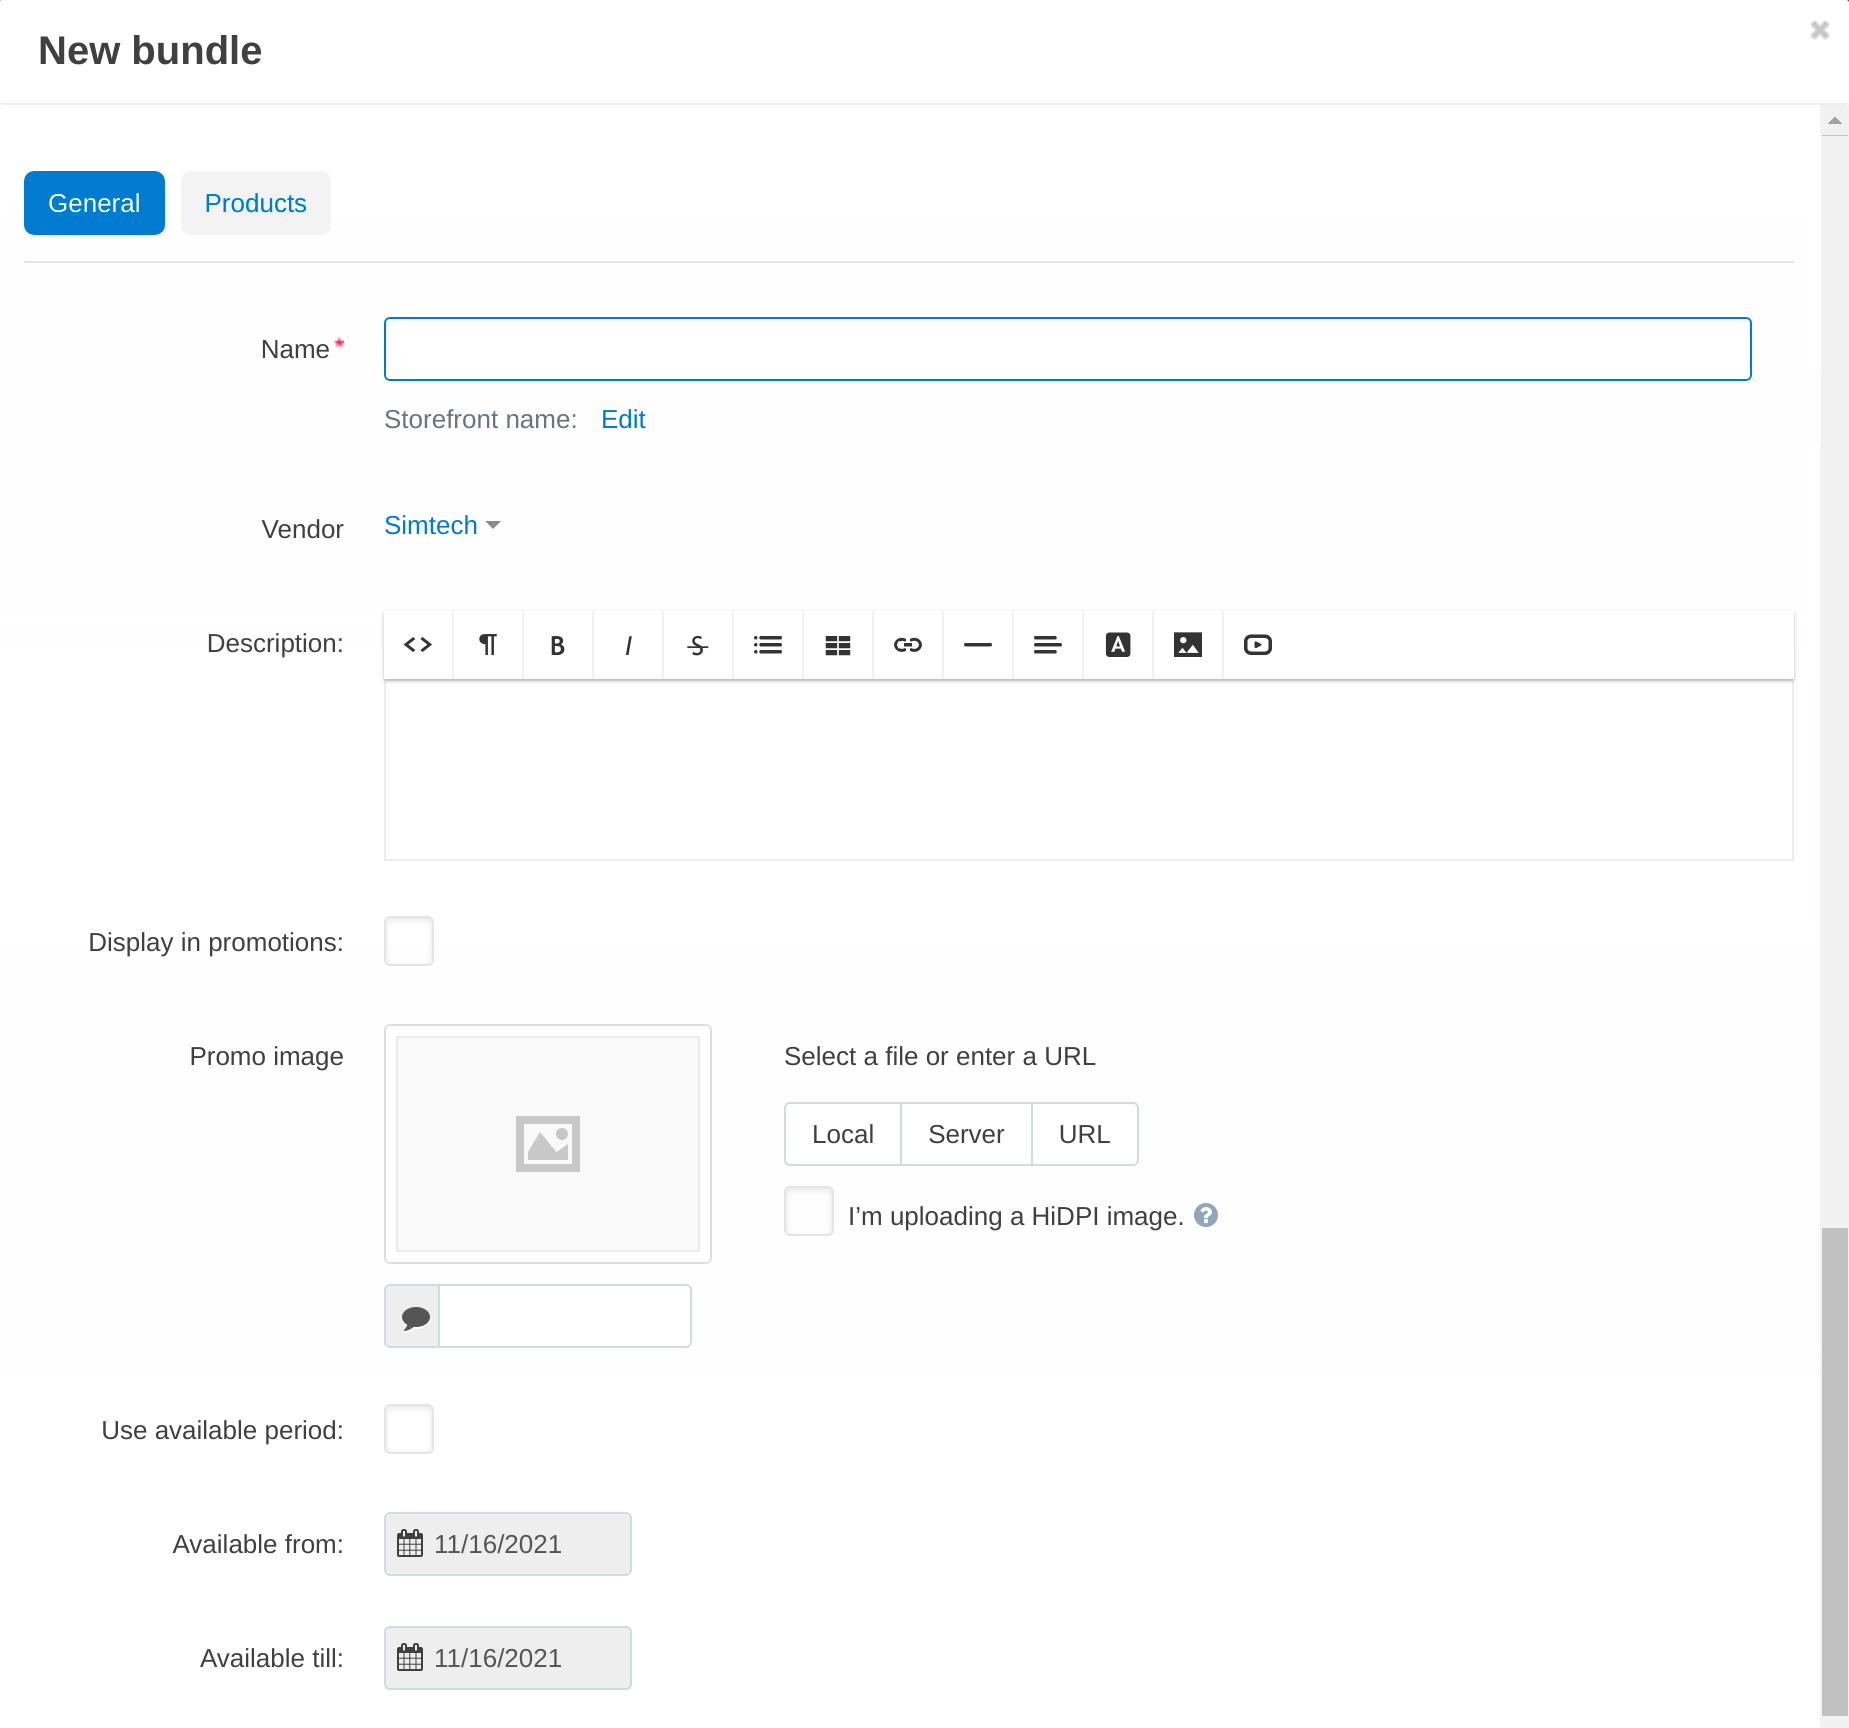 New bundle
General Products
Name*
Storefront name: Edit
Vendor Simtech
Description:
Display in promotions:
Promo image Select a file or enter a URL
Local Server URL
I’m uploading a HiDPI image.
Use available period:
Available from: 11/16/2021
Available till: 11/16/2021